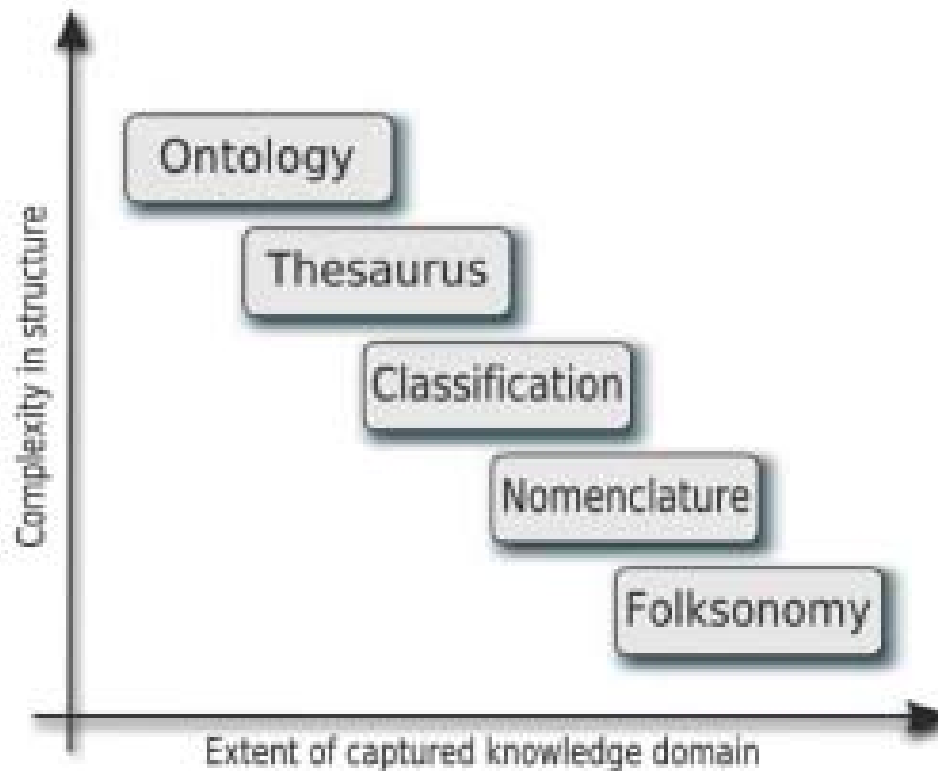 Ontology
Thesaurus
Classification
Nomenclature
Folksonomy
Complexity in structure
Extent of captured knowledge domain